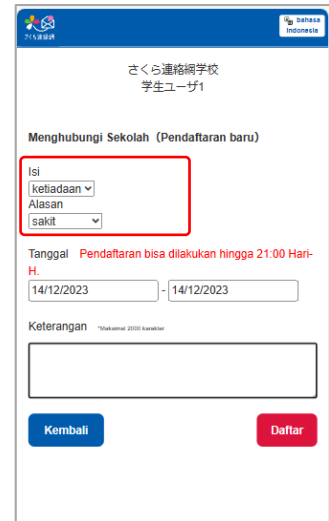 さくら連絡網
bahasa
Indonesia
さくら連絡網学校
学生ユーザ1
Menghubungi Sekolah（Pendaftaran baru）
Isi
ketiadaan
Alasan
sakit
Tanggal Pendaftaran bisa dilakukan hingga 21:00 Hari-
H.
14/12/2023 - 14/12/2023
Keterangan *Maksimal 2000 karakter
Kembali Daftar